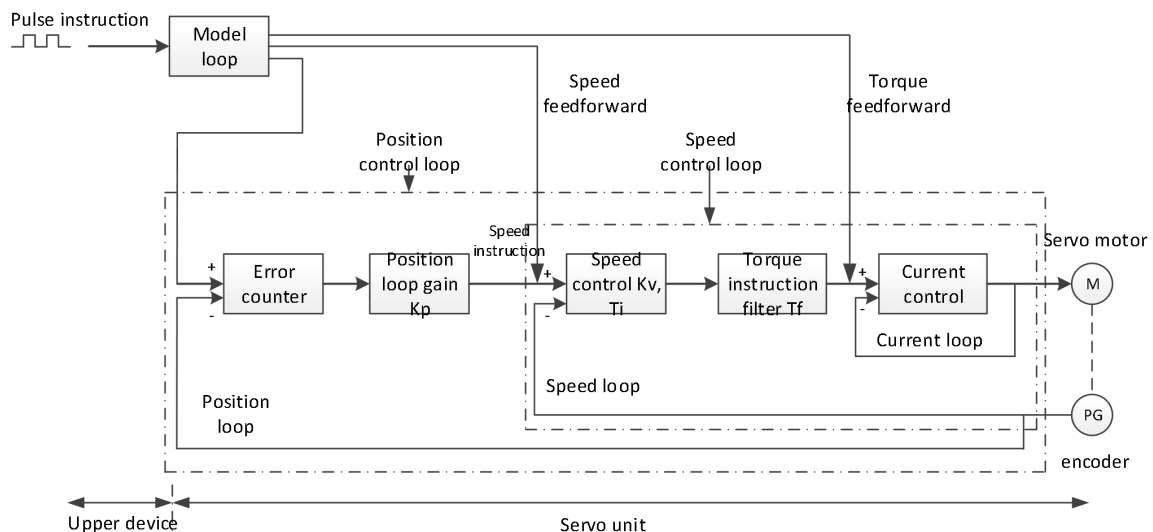 Pulse instruction
Model
loop
Speed
feedforward
Torque
feedforward
Position
control loop
Speed
control loop
Speed
instruction
Servo motor
+
-
Error
counter
Position
loop gain
Kp
+
-
Speed
control Kv,
Ti
Torque
instruction
filter Tf
+
-
Current
control
M
Current loop
Speed loop
Position
loop
PG
encoder
Upper device
Servo unit